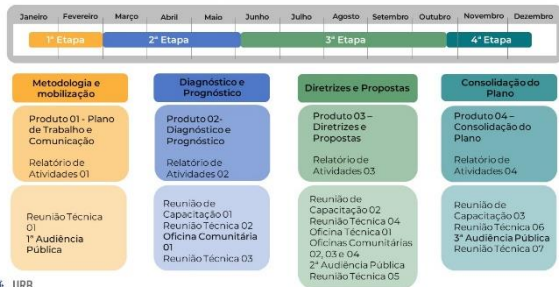 Janeiro Fevereiro Março Abril Maio Junho Julho Agosto Setembro Outubro Novembro Dezembro
1ª Etapa 2ª Etapa 3ª Etapa 4ª Etapa
Metodologia e
mobilização
Produto 01 - Plano
de Trabalho e
Comunicação
Relatório de
Atividades 01
Reunião Técnica
01
1ª Audiência
Pública
Diagnóstico e
Prognóstico
Produto 02-
Diagnóstico e
Prognóstico
Relatório de
Atividades 02
Reunião de
Capacitação 01
Reunião Técnica 02
Oficina Comunitária
01
Reunião Técnica 03
Diretrizes e Propostas
Produto 03 –
Diretrizes e
Propostas
Relatório de
Atividades 03
Reunião de
Capacitação 02
Reunião Técnica 04
Oficina Técnica 01
Oficinas Comunitárias
02, 03 e 04
2ª Audiência Pública
Reunião Técnica 05
Consolidação do
Plano
Produto 04 –
Consolidação do
Plano
Relatório de
Atividades 04
Reunião de
Capacitação 03
Reunião Técnica 06
3ª Audiência Pública
Reunião Técnica 07
URB